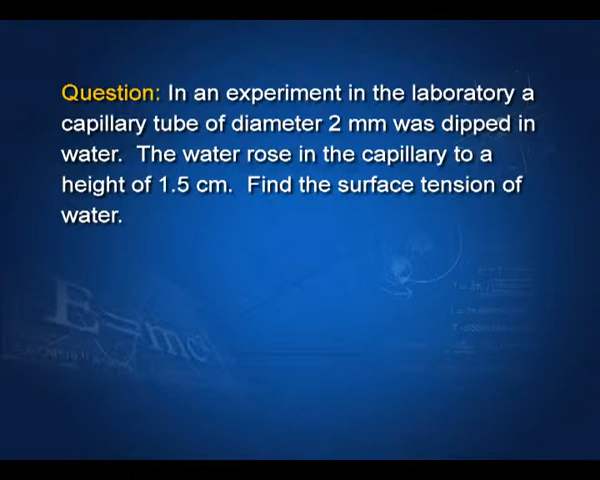 Question: In an experiment in the laboratory a
capillary tube of diameter 2 mm was dipped in
water. The water rose in the capillary to a
height of 1.5 cm. Find the surface tension of
water.
E=mc²